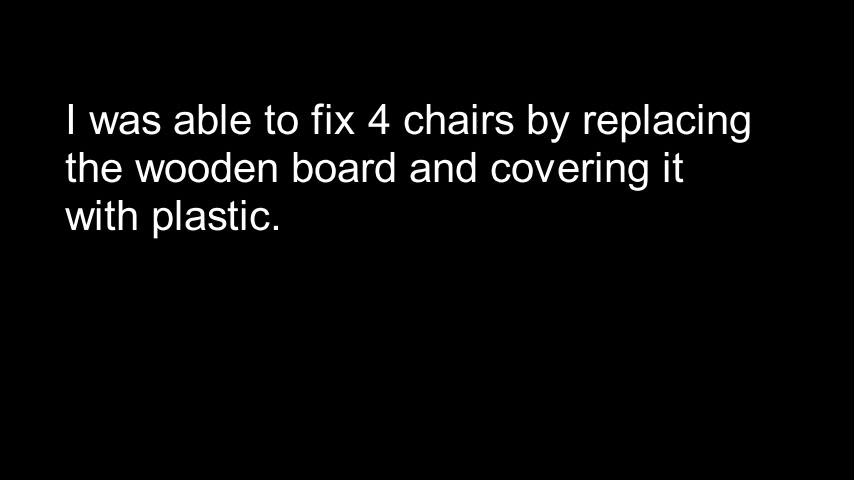 I was able to fix 4 chairs by replacing
the wooden board and covering it
with plastic.